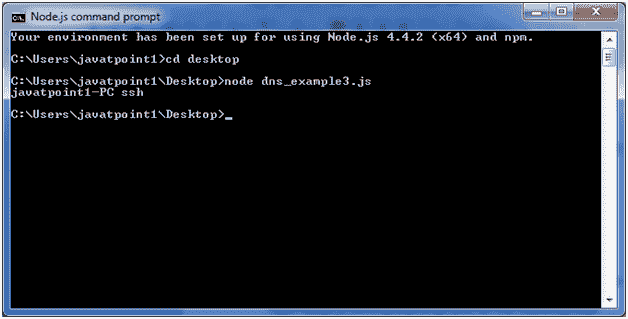 Node.js command prompt
Your environment has been set up for using Node.js 4.4.2 (x64) and npm.
C:\Users\javatpoint1>cd desktop
C:\Users\javatpoint1\Desktop>node dns_example3.js
javatpoint1-PC ssh
C:\Users\javatpoint1\Desktop>_